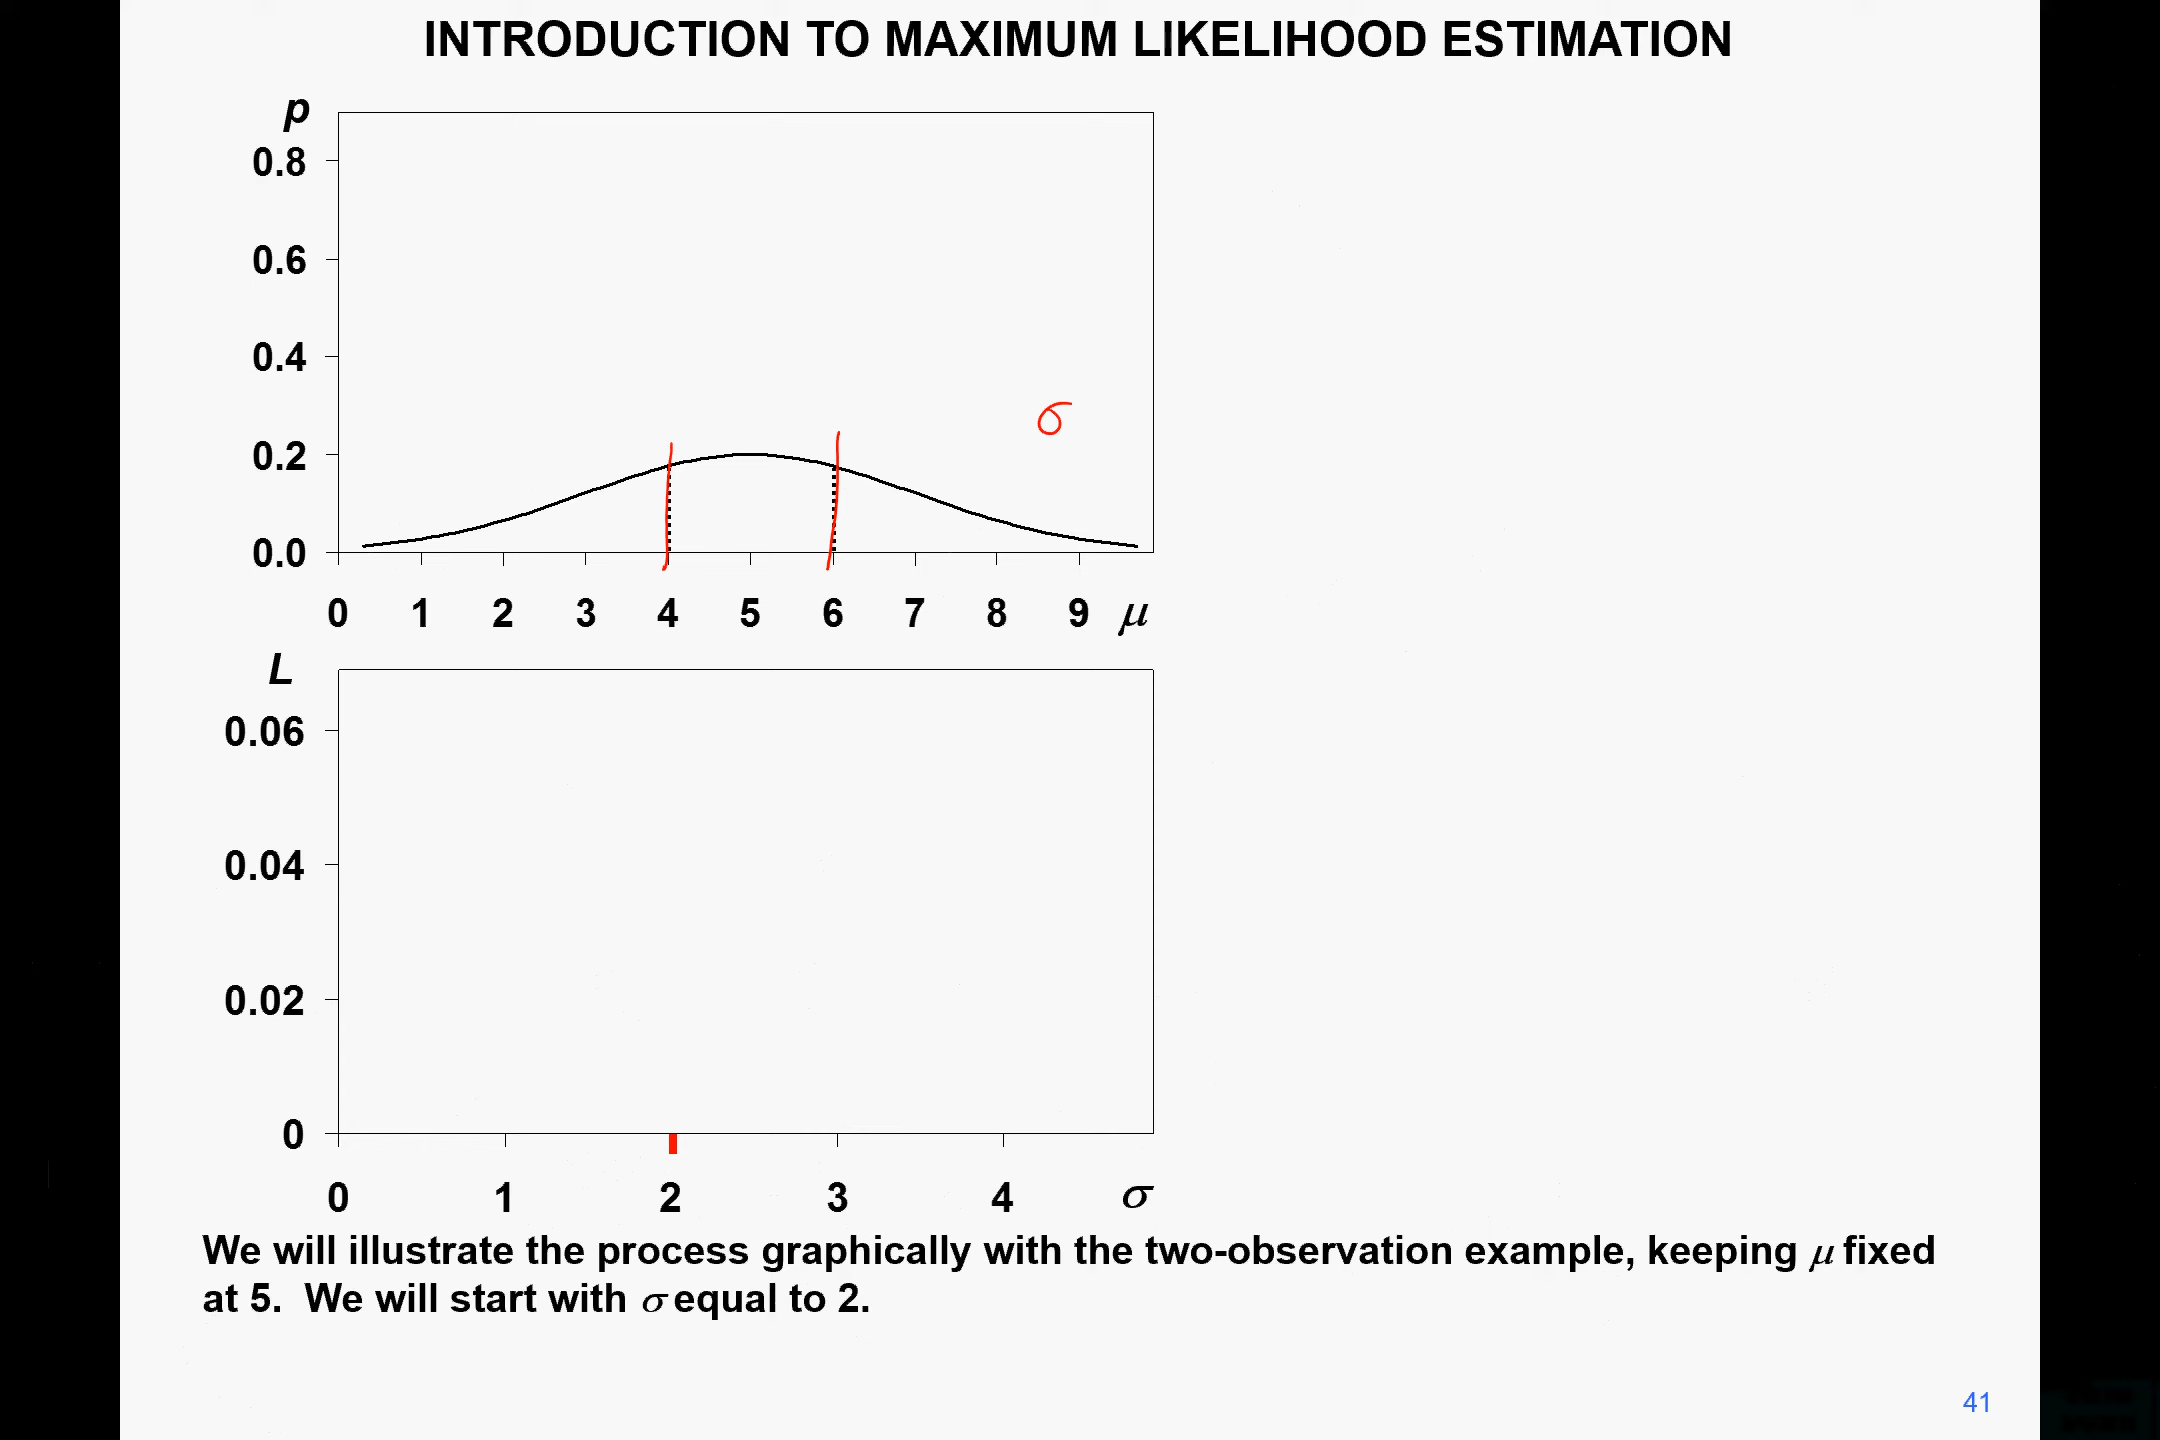 INTRODUCTION TO MAXIMUM LIKELIHOOD ESTIMATION
p
0.8
0.6
0.4
σ
0.2
0.0
0 1 2 3 4 5 6 7 8 9 μ
L
0.06
0.04
0.02
0
0 1 2 3 4 σ
We will illustrate the process graphically with the two-observation example, keeping μ fixed
at 5. We will start with σ equal to 2.
41